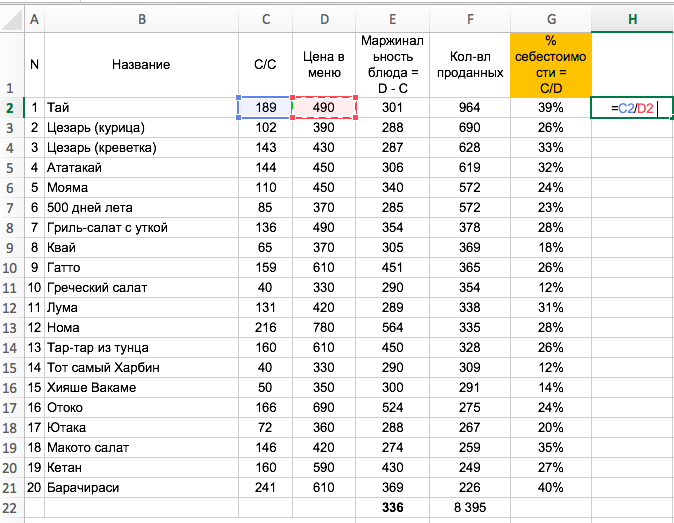 A B C D E F G H
1 N Название С/С Цена в меню Маржинал ьность блюда = D - C Кол-вл проданных % себестоимо сти = C/D
2 1 Тай 189 490 301 964 39% =C2/D2
3 2 Цезарь (курица) 102 390 288 690 26%
4 3 Цезарь (креветка) 143 430 287 628 33%
5 4 Ататакай 144 450 306 619 32%
6 5 Мояма 110 450 340 572 24%
7 6 500 дней лета 85 370 285 572 23%
8 7 Гриль-салат с уткой 136 490 354 378 28%
9 8 Квай 65 370 305 369 18%
10 9 Гатто 159 610 451 365 26%
11 10 Греческий салат 40 330 290 354 12%
12 11 Лума 131 420 289 338 31%
13 12 Нома 216 780 564 335 28%
14 13 Тар-тар из тунца 160 610 450 328 26%
15 14 Тот самый Харбин 40 330 290 309 12%
16 15 Хияше Вакаме 50 350 300 291 14%
17 16 Отоко 166 690 524 275 24%
18 17 Ютака 72 360 288 267 20%
19 18 Макото салат 146 420 274 259 35%
20 19 Кетан 160 590 430 249 27%
21 20 Барачираси 241 610 369 226 40%
22 336 8 395